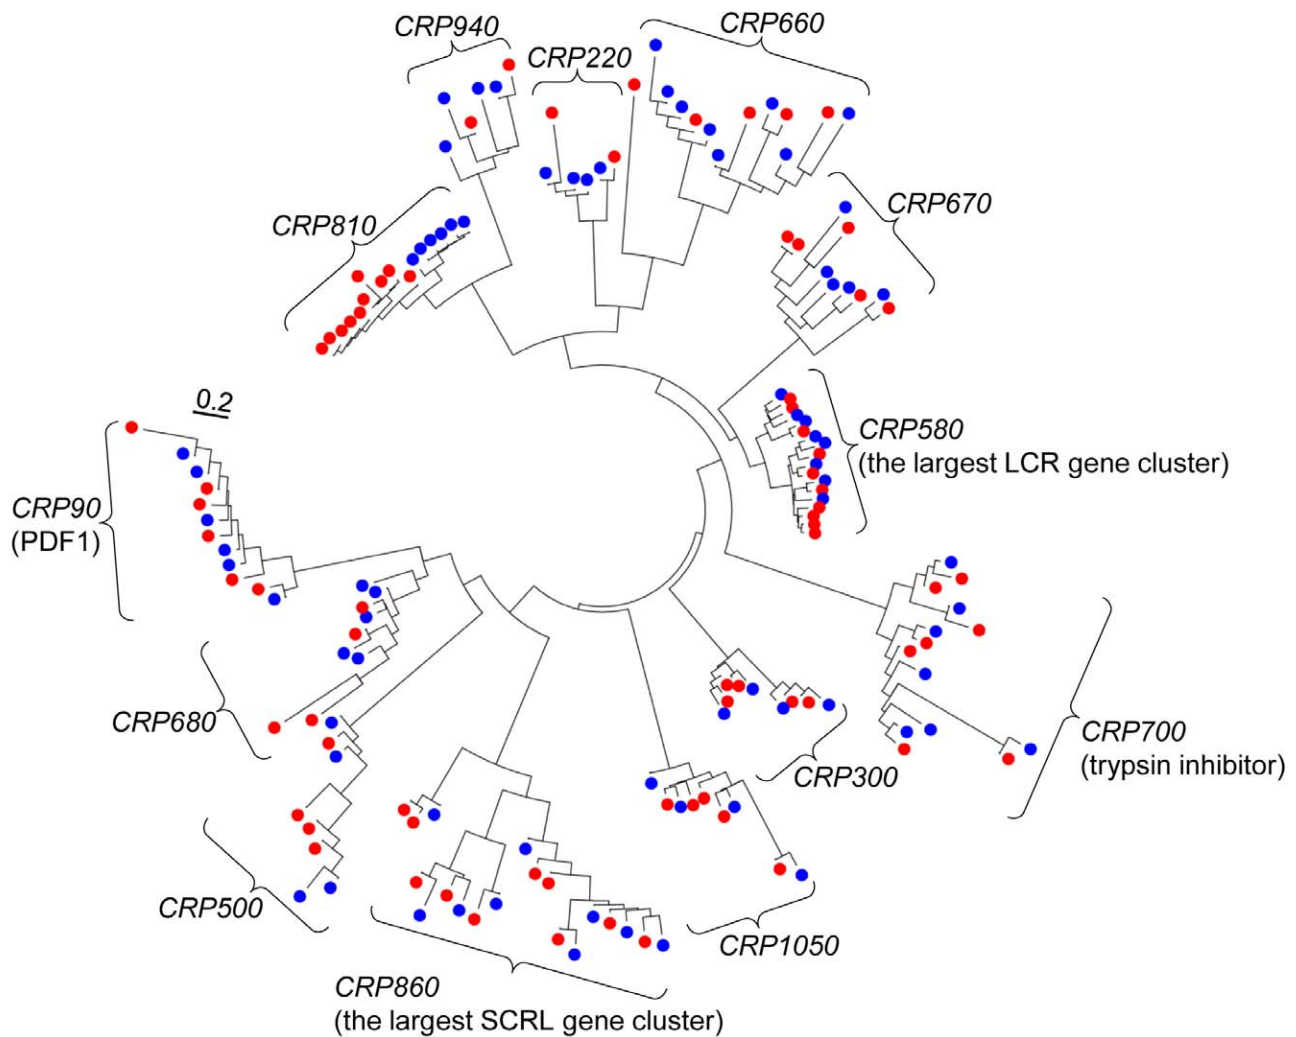 CRP940
CRP220
CRP660
CRP810
CRP670
0.2
CRP580
(the largest LCR gene cluster)
CRP90
(PDF1)
CRP680
CRP700
(trypsin inhibitor)
CRP300
CRP500
CRP1050
CRP860
(the largest SCRL gene cluster)